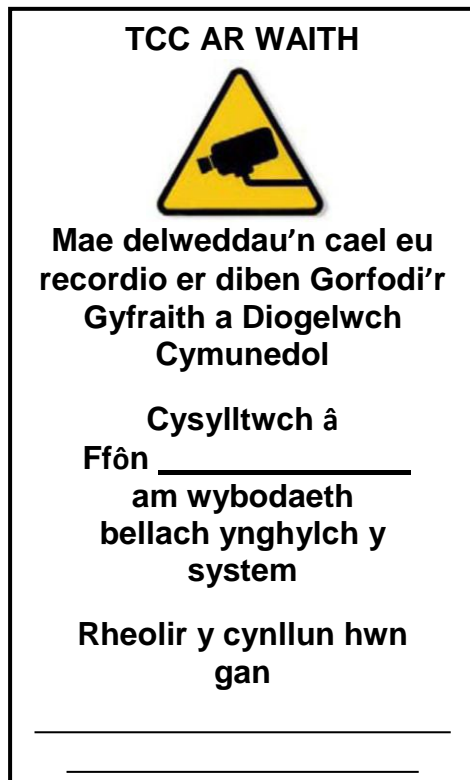 TCC AR WAITH
Mae delweddau'n cael eu
recordio er diben Gorfodi'r
Gyfraith a Diogelwch
Cymunedol
Cysylltwch â
Ffôn _______________
am wybodaeth
bellach ynghylch y
system
Rheolir y cynllun hwn
gan